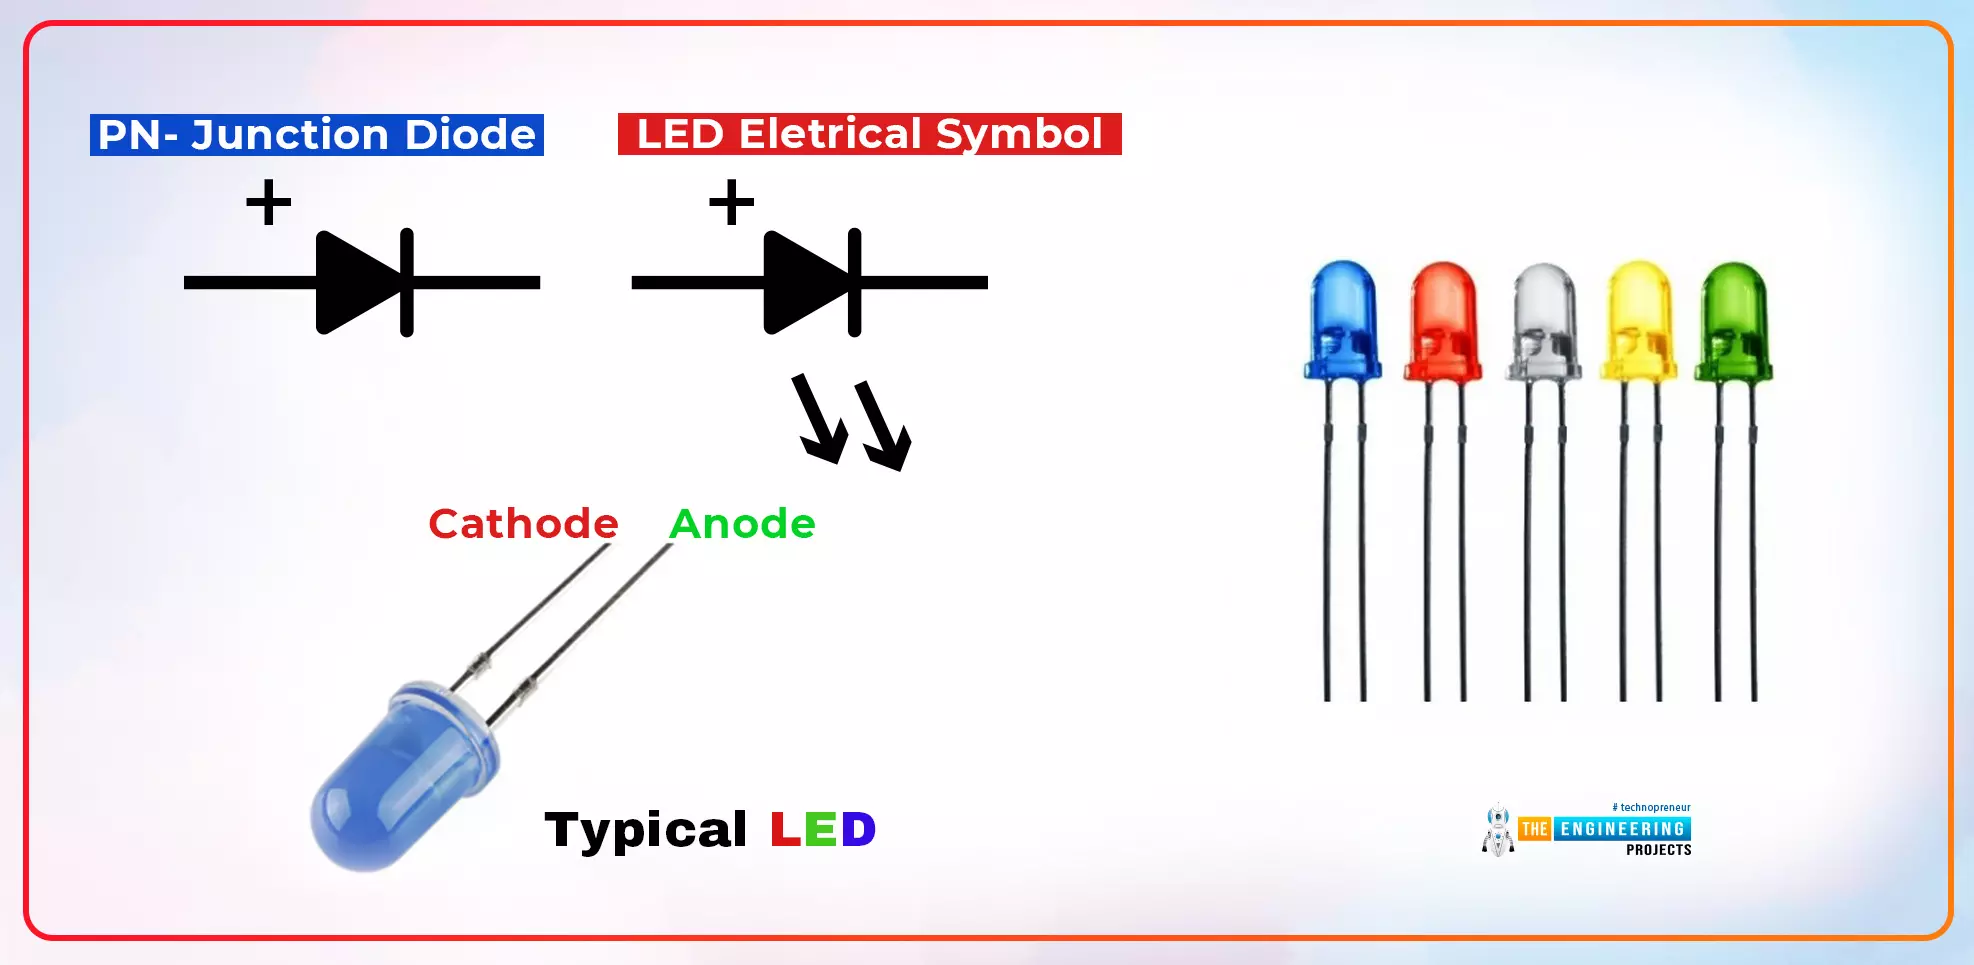 PN- Junction Diode
LED Eletrical Symbol
+
+
Cathode
Anode
Typical LED
# technopreneur
THE ENGINEERING
PROJECTS